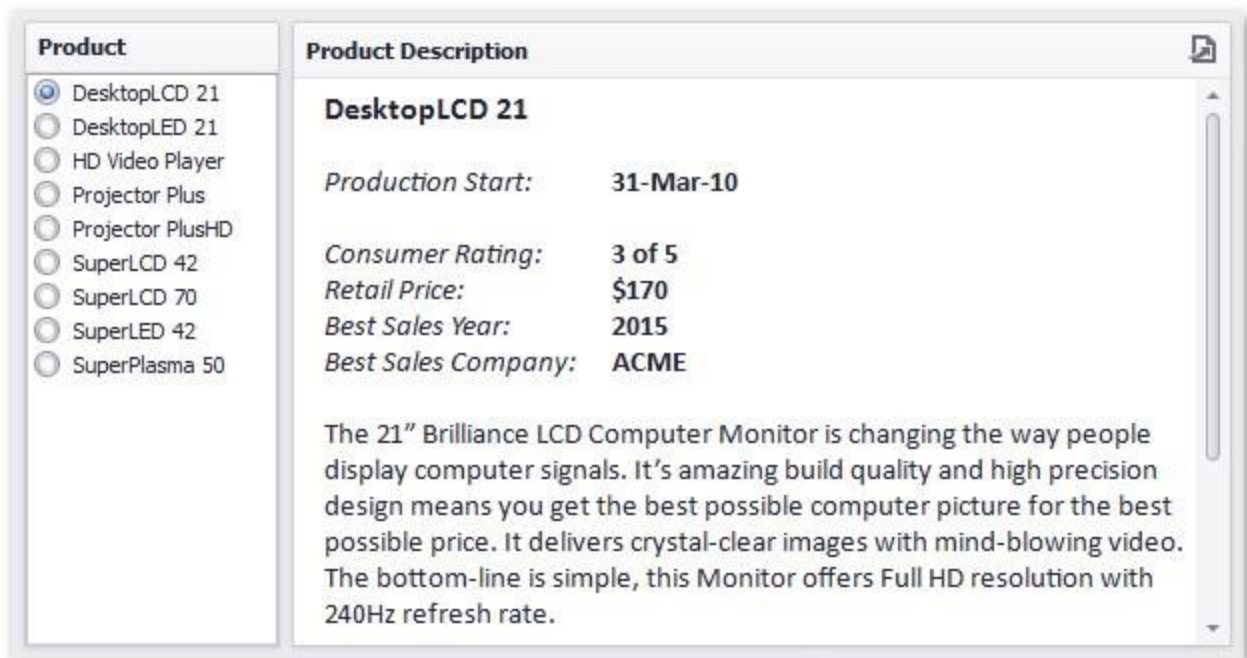 Product
DesktopLCD 21
DesktopLED 21
HD Video Player
Projector Plus
Projector PlusHD
SuperLCD 42
SuperLCD 70
SuperLED 42
SuperPlasma 50
Product Description
DesktopLCD 21
Production Start: 31-Mar-10
Consumer Rating: 3 of 5
Retail Price: $170
Best Sales Year: 2015
Best Sales Company: ACME
The 21” Brilliance LCD Computer Monitor is changing the way people
display computer signals. It’s amazing build quality and high precision
design means you get the best possible computer picture for the best
possible price. It delivers crystal-clear images with mind-blowing video.
The bottom-line is simple, this Monitor offers Full HD resolution with
240Hz refresh rate.